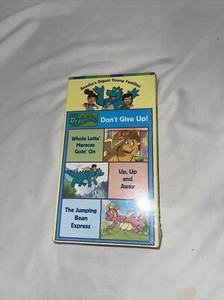 Reader's Digest Young Families
Dragon
Don't Give Up!
Whole Lotta'
Maracas
Goin' On
Up, Up
and
Away
The Jumping
Bean
Express